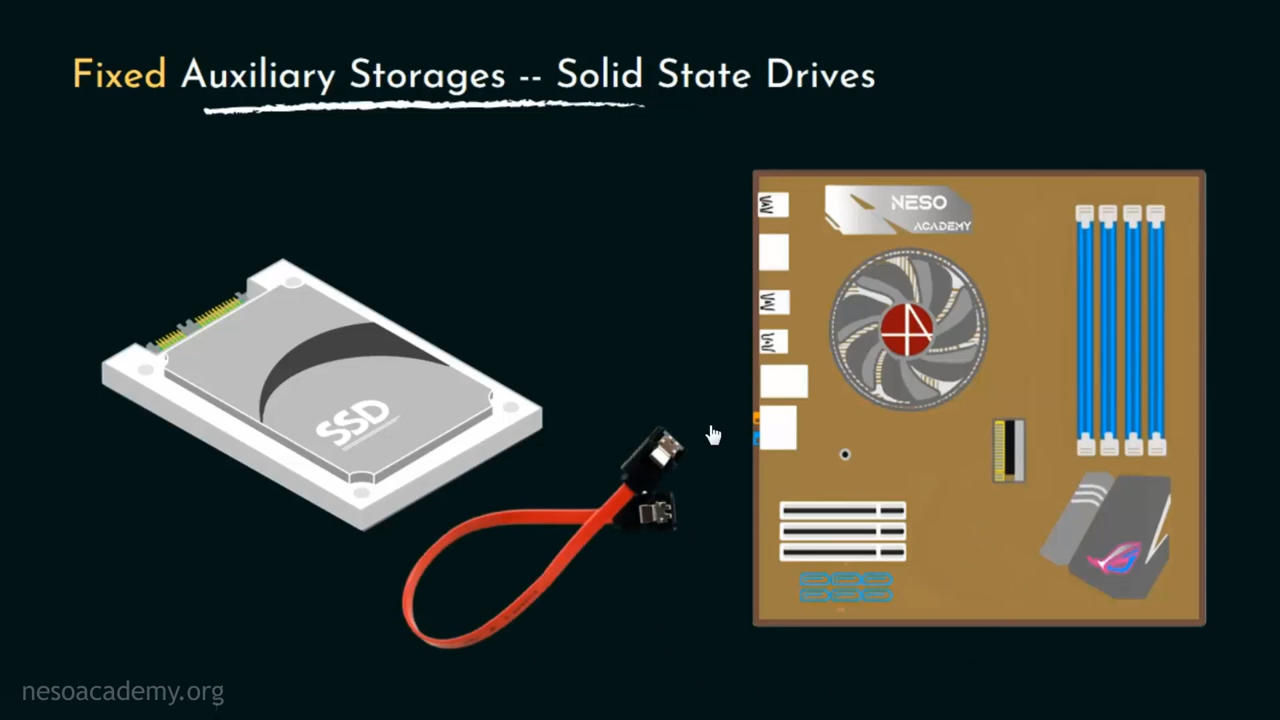 Fixed Auxiliary Storages -- Solid State Drives
NESO
ACADEMY
SSD
nesoacademy.org